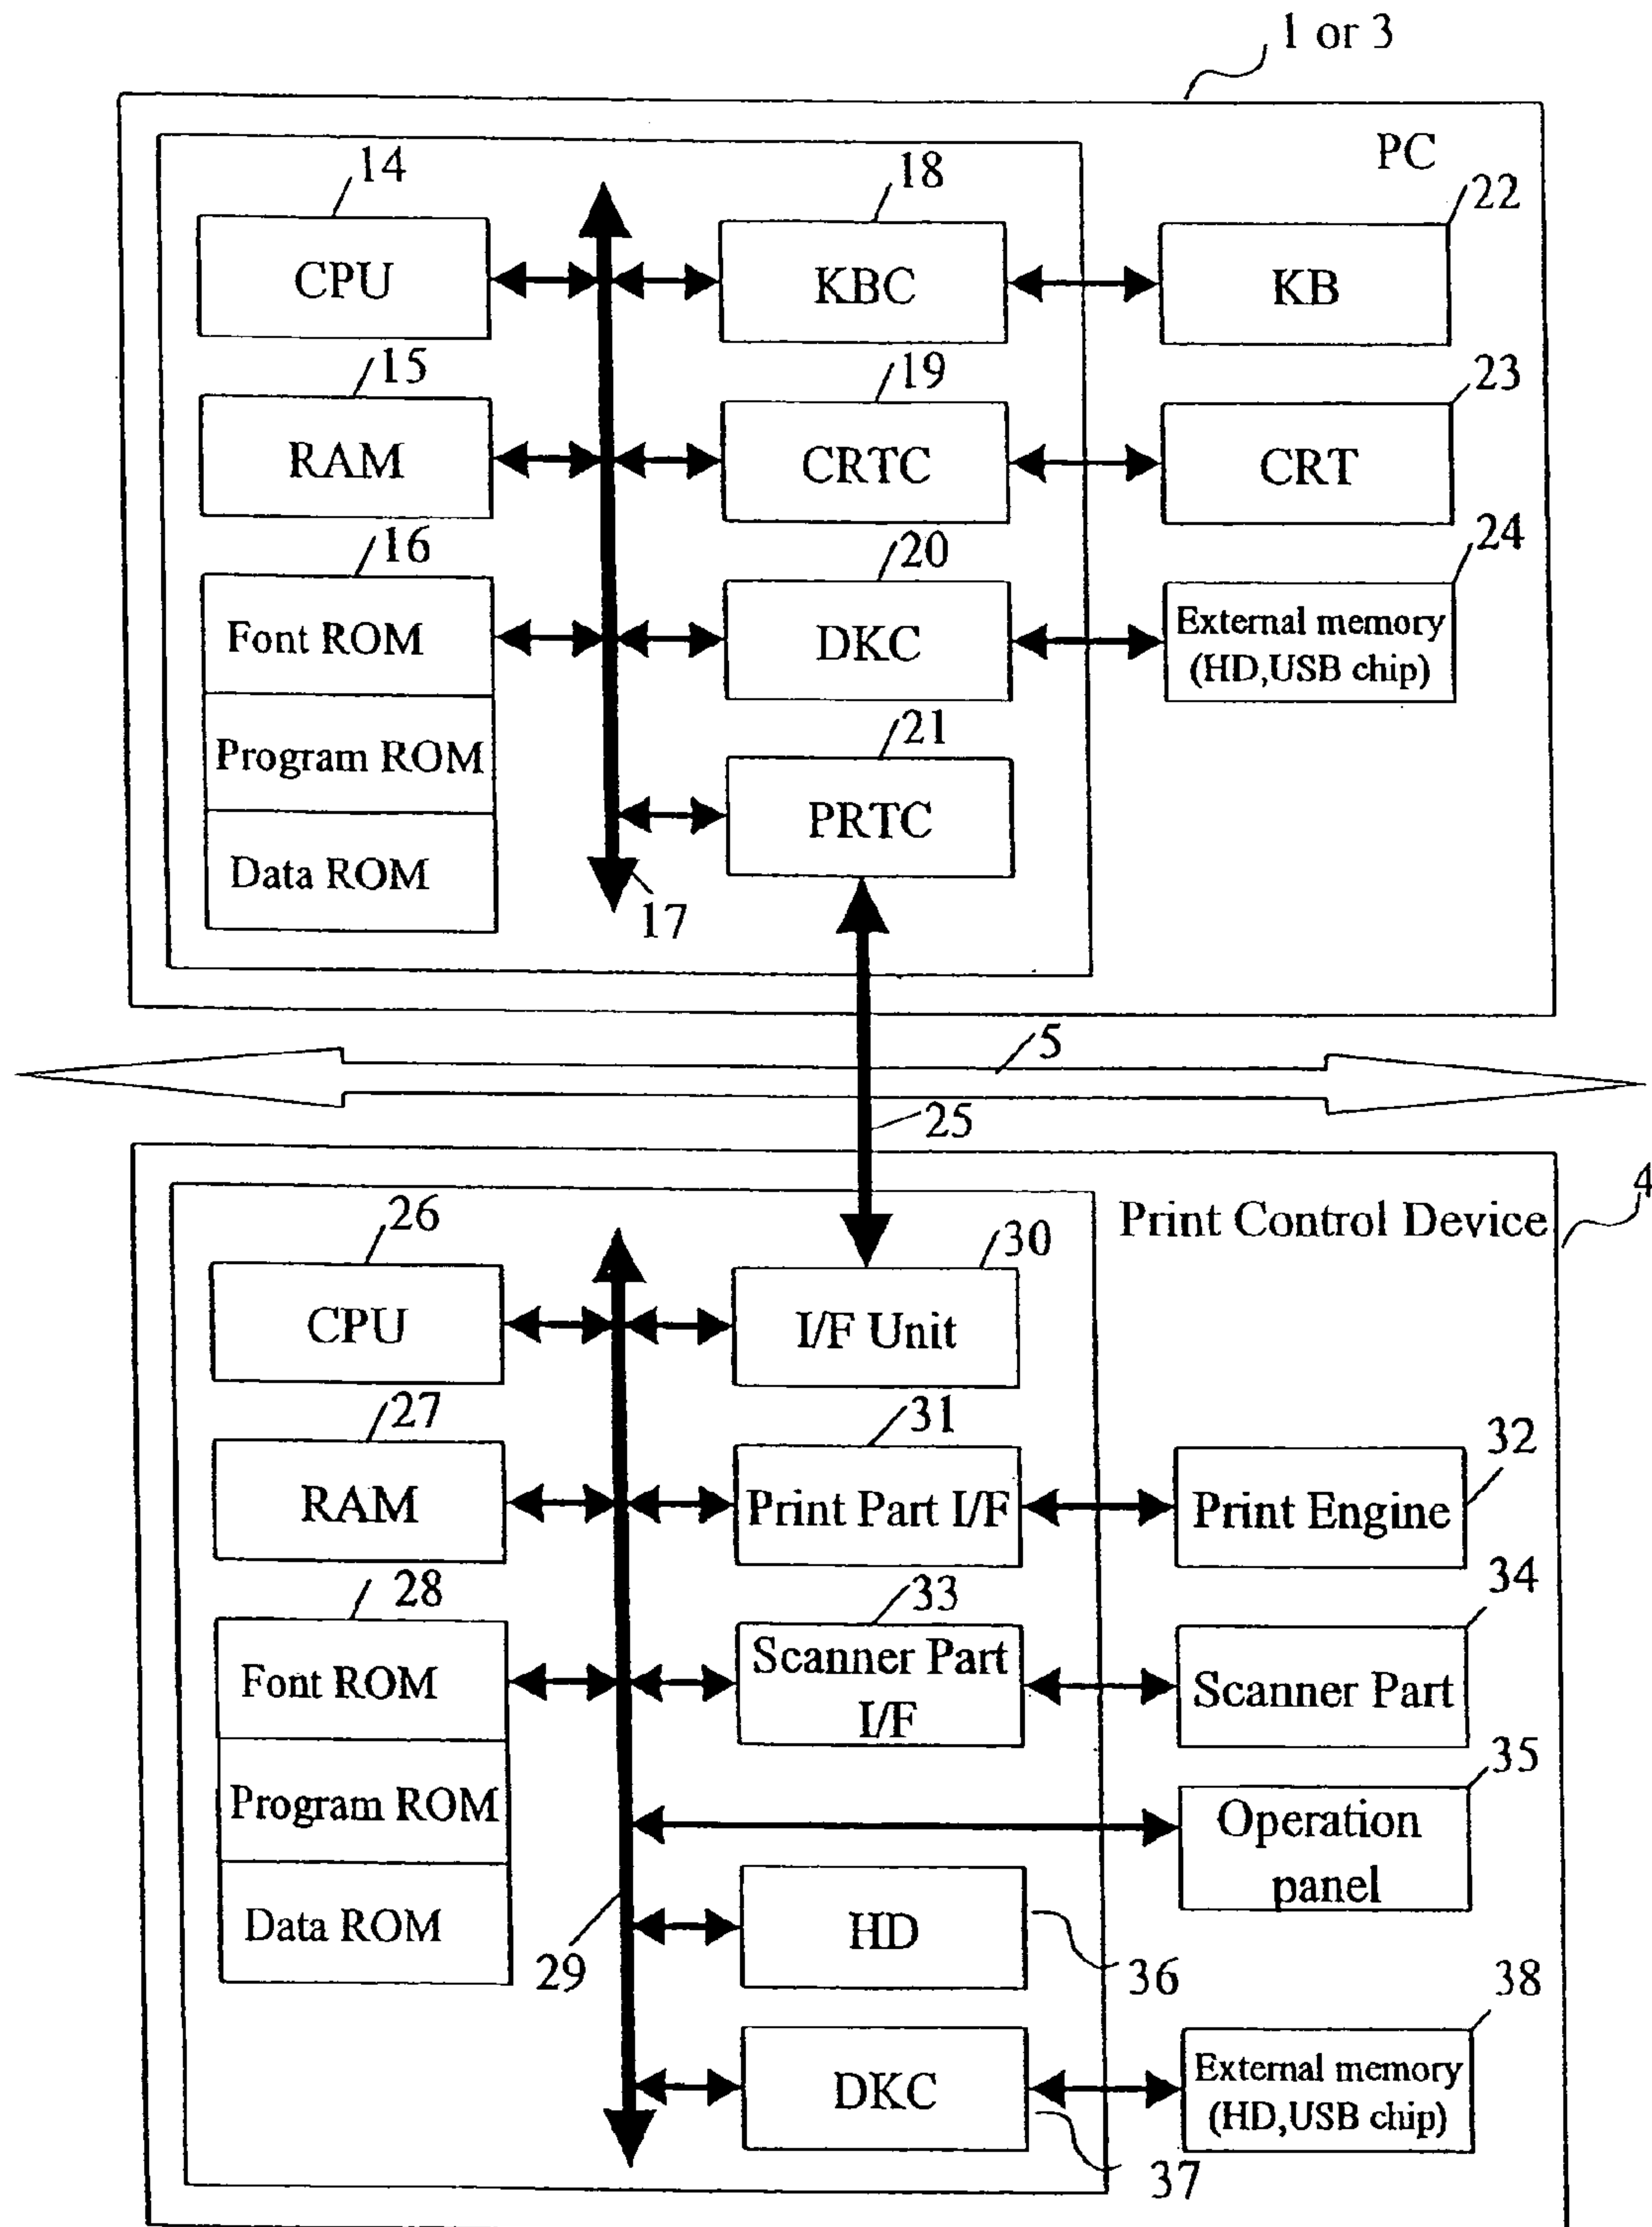 1 or 3
PC
14
18
22
CPU
KBC
KB
15
19
23
RAM
CRTC
CRT
16
20
24
Font ROM
DKC
External memory
(HD,USB chip)
Program ROM
21
PRTC
Data ROM
17
5
25
4
Print Control Device
26
30
CPU
I/F Unit
27
31
32
RAM
Print Part I/F
Print Engine
28
33
34
Font ROM
Scanner Part
I/F
Scanner Part
35
Program ROM
Operation
panel
Data ROM
HD
29
36
38
DKC
External memory
(HD,USB chip)
37